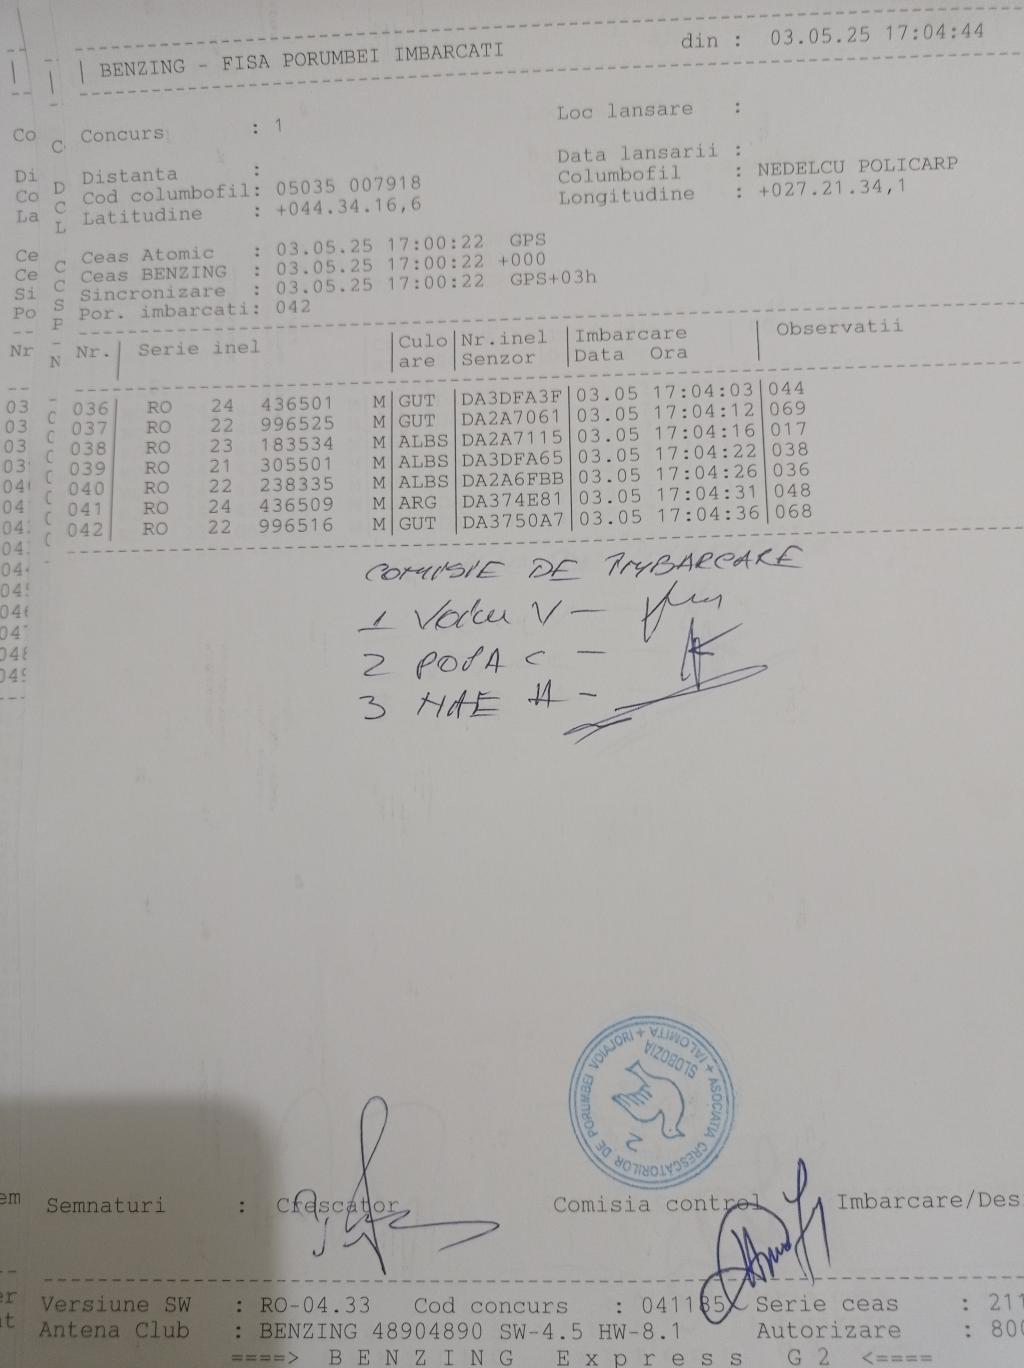 BENZING - FISA PORUMBEI IMBARCATI din : 03.05.25 17:04:44
Concurs : 1 Loc lansare :
Distanta : Data lansarii :
Cod columbofil: 05035 007918 Columbofil : NEDELCU POLICARP
Latitudine : +044.34.16,6 Longitudine : +027.21.34,1
Ceas Atomic : 03.05.25 17:00:22 GPS
Ceas BENZING : 03.05.25 17:00:22 +000
Sincronizare : 03.05.25 17:00:22 GPS+03h
Por. imbarcati: 042
Nr. Serie inel Culo Nr.inel Imbarcare Observatii
are Senzor Data Ora
036 RO 24 436501 M GUT DA3DFA3F 03.05 17:04:03 044
037 RO 22 996525 M GUT DA2A7061 03.05 17:04:12 069
038 RO 23 183534 M ALBS DA2A7115 03.05 17:04:16 017
039 RO 21 305501 M ALBS DA3DFA65 03.05 17:04:22 038
040 RO 22 238335 M ALBS DA2A6FBB 03.05 17:04:26 036
041 RO 24 436509 M ARG DA374E81 03.05 17:04:31 048
042 RO 22 996516 M GUT DA3750A7 03.05 17:04:36 068
COMISIE DE IMBARCARE
1 Voicu V –
2 POPA C –
3 NAE
ASOCIATIA CRESCATORILOR DE PORUMBEI VOIAJORI + IALOMITA +
SLOBOZIA
2
Semnaturi : Crescator Comisia control Imbarcare/Des
Versiune SW : RO-04.33 Cod concurs : 041185 Serie ceas : 211
Antena Club : BENZING 48904890 SW-4.5 HW-8.1 Autorizare : 800
====> B E N Z I N G E x p r e s s G 2 <====